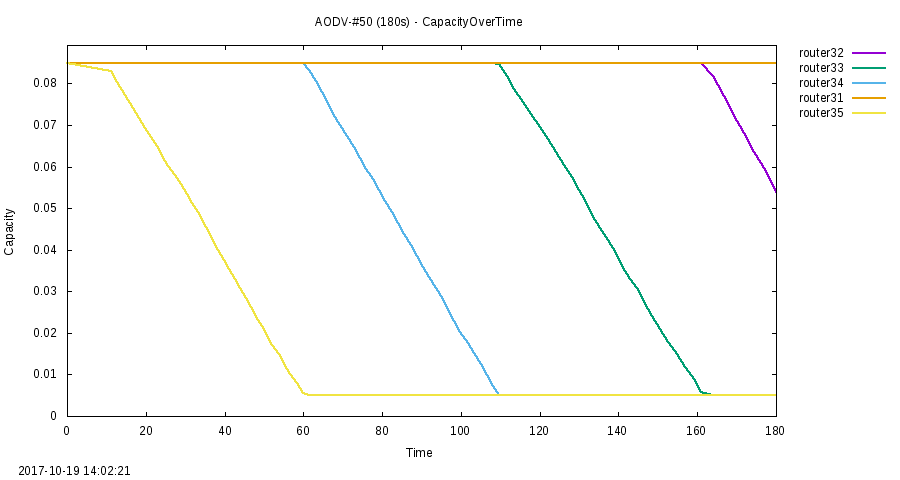 AODV-#50 (180s) - CapacityOverTime
router32
router33
router34
router31
router35
Capacity
0.08
0.07
0.06
0.05
0.04
0.03
0.02
0.01
0
0 20 40 60 80 100 120 140 160 180
Time
2017-10-19 14:02:21